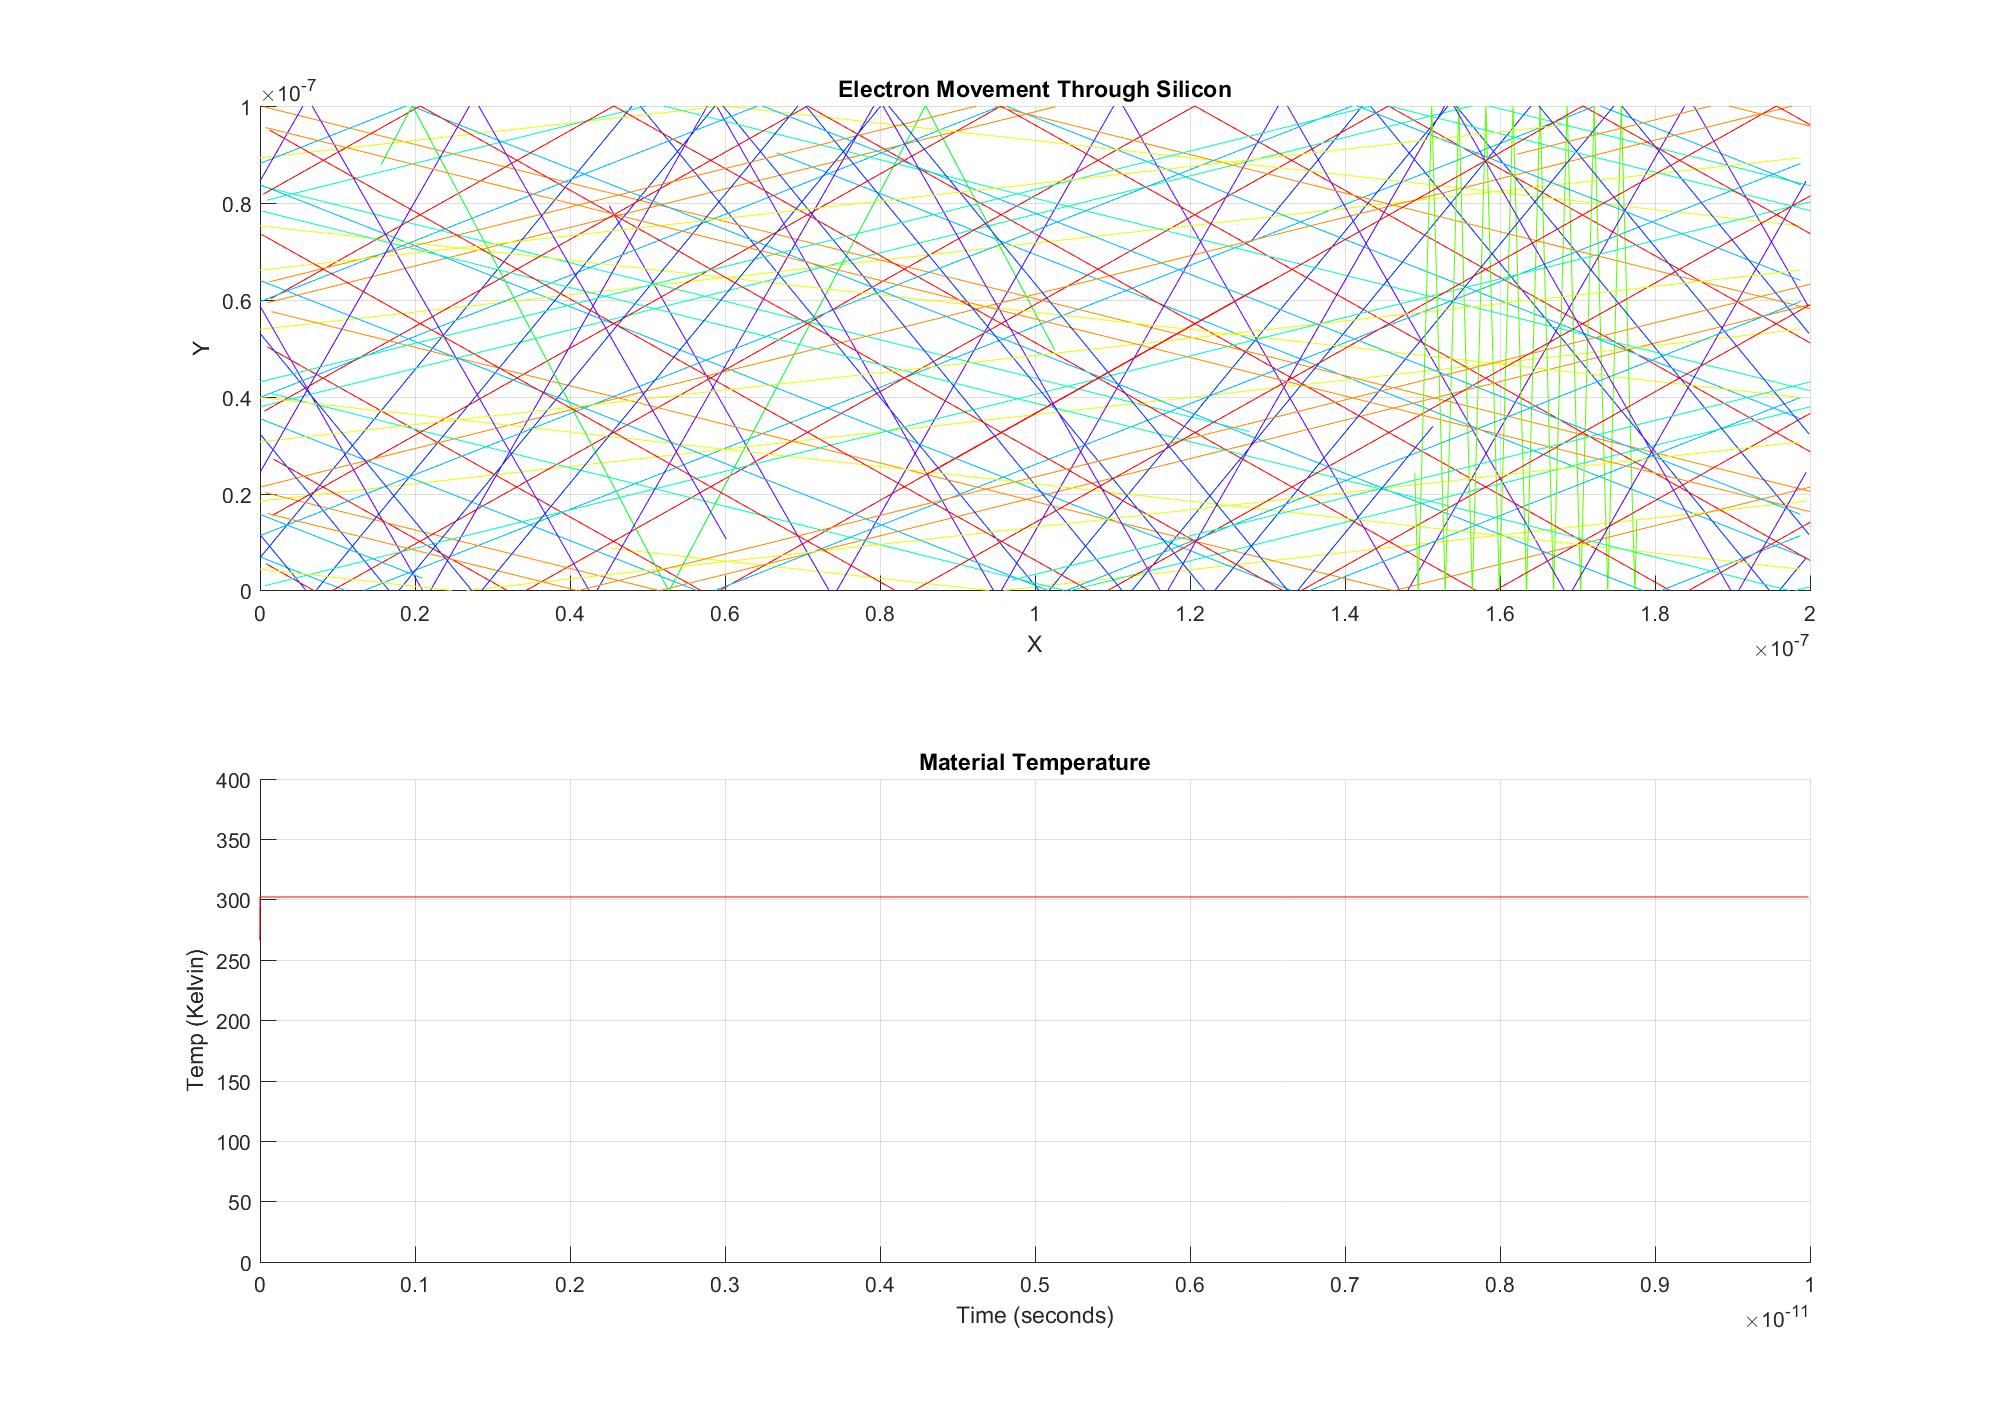 Electron Movement Through Silicon
×10-7
1
0.8
0.6
0.4
0.2
0
Y
0 0.2 0.4 0.6 0.8 1 1.2 1.4 1.6 1.8 2
X
×10-7
Material Temperature
400
350
300
250
200
150
100
50
0
Temp (Kelvin)
0 0.1 0.2 0.3 0.4 0.5 0.6 0.7 0.8 0.9 1
Time (seconds)
×10-11